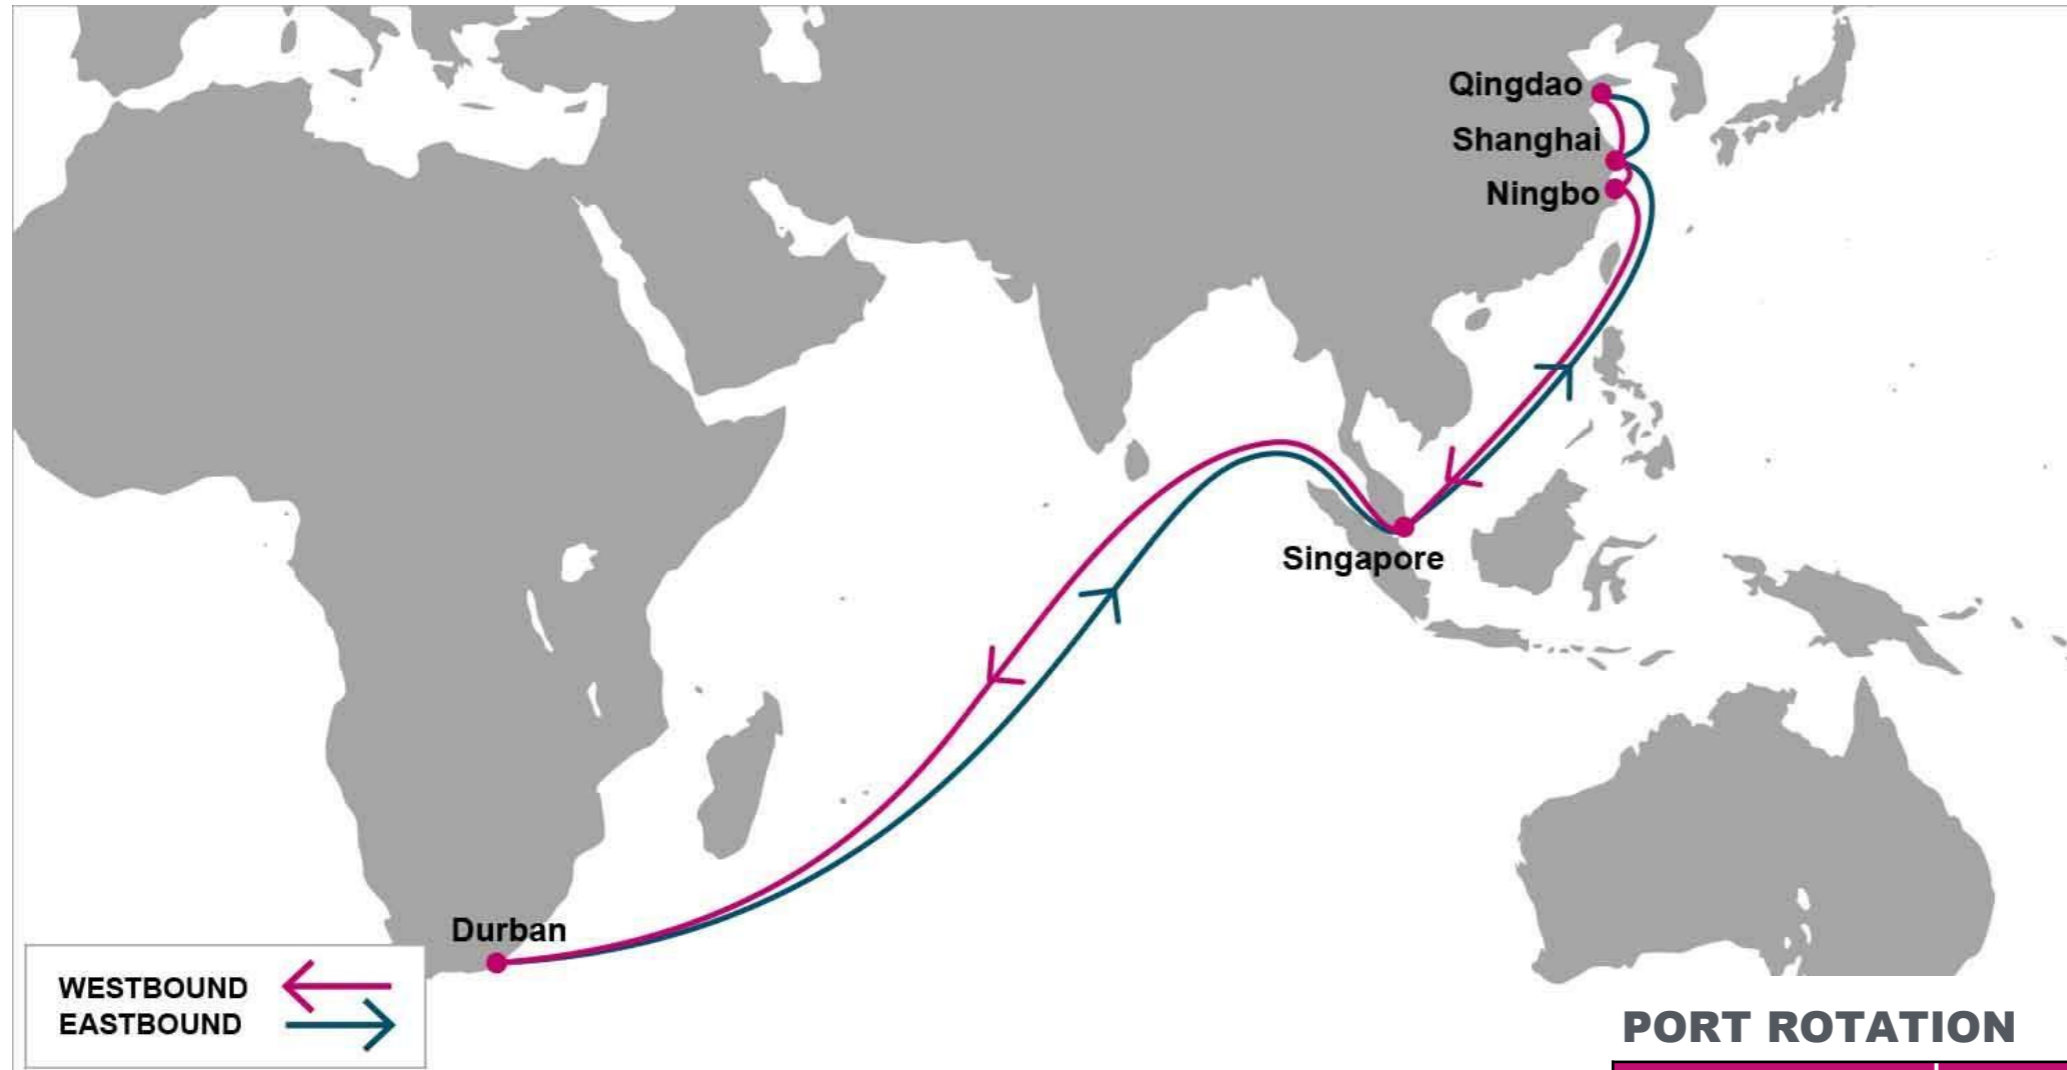 Qingdao
Shanghai
Ningbo
Singapore
Durban
WESTBOUND
EASTBOUND
PORT ROTATION